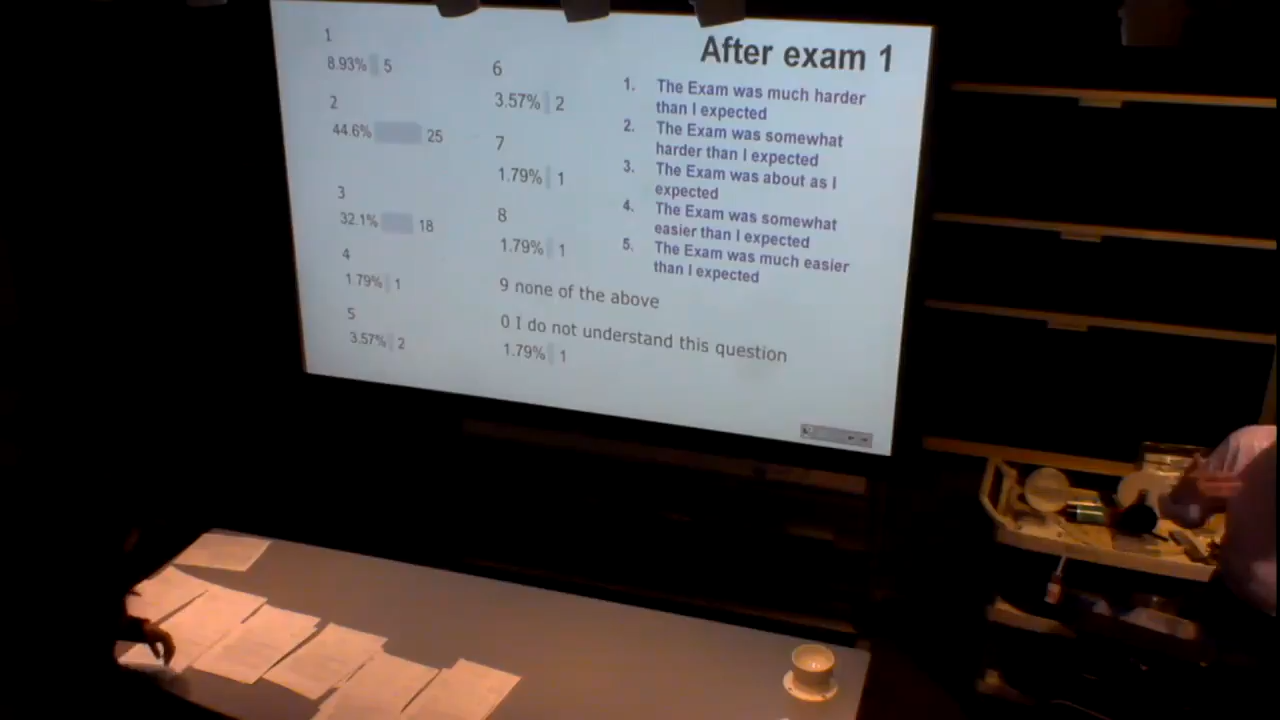 After exam 1
1
8.93% 5
2
44.6% 25
3
32.1% 18
4
1.79% 1
5
3.57% 2
6
3.57% 2
7
1.79% 1
8
1.79% 1
9 none of the above
0 I do not understand this question
1.79% 1
1. The Exam was much harder
than I expected
2. The Exam was somewhat
harder than I expected
3. The Exam was about as I
expected
4. The Exam was somewhat
easier than I expected
5. The Exam was much easier
than I expected